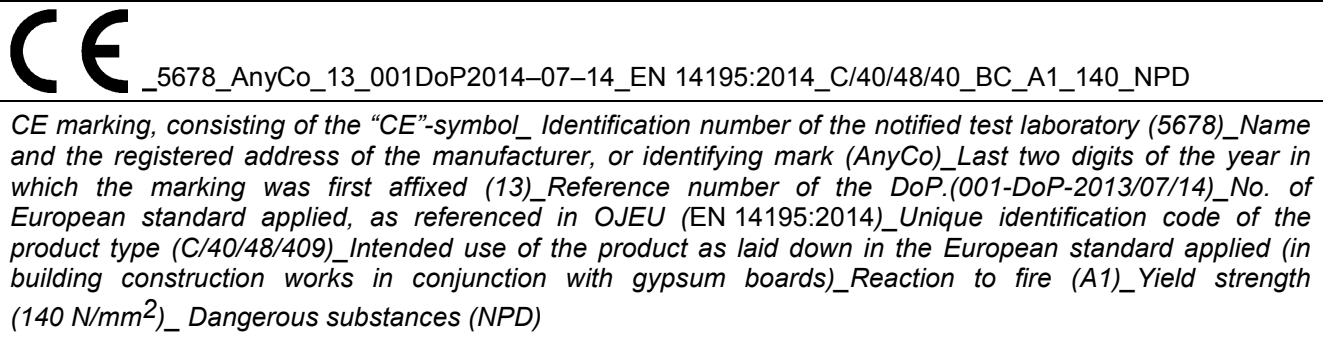 CE _5678_AnyCo_13_001DoP2014–07–14_EN 14195:2014_C/40/48/40_BC_A1_140_NPD
CE marking, consisting of the “CE”-symbol_ Identification number of the notified test laboratory (5678)_Name
and the registered address of the manufacturer, or identifying mark (AnyCo)_Last two digits of the year in
which the marking was first affixed (13)_Reference number of the DoP.(001-DoP-2013/07/14)_No. of
European standard applied, as referenced in OJEU (EN 14195:2014)_Unique identification code of the
product type (C/40/48/409)_Intended use of the product as laid down in the European standard applied (in
building construction works in conjunction with gypsum boards)_Reaction to fire (A1)_Yield strength
(140 N/mm2)_ Dangerous substances (NPD)